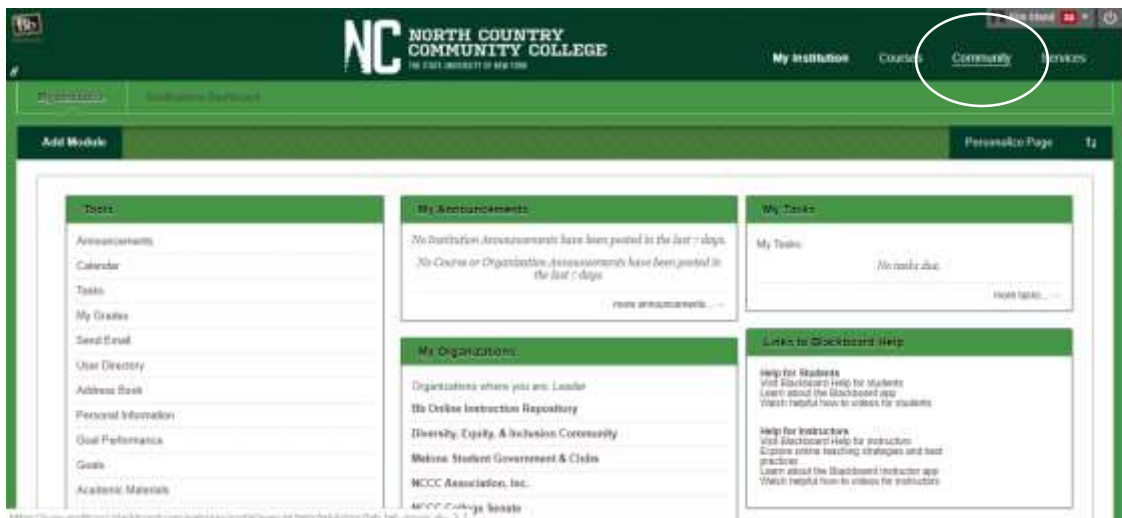 Bb
NC NORTH COUNTRY
COMMUNITY COLLEGE
THE STATE UNIVERSITY OF NEW YORK
My Institution Courses Community Services
Notifications Dashboard
Add Module
Personalize Page
Tools
Announcements
Calendar
Tasks
My Grades
Send Email
User Directory
Address Book
Personal Information
Goal Performance
Goals
Academic Materials
My Announcements
No Institution Announcements have been posted in the last 7 days.
No Course or Organization Announcements have been posted in
the last 7 days.
more announcements...
My Organizations
Organizations where you are: Leader
Bb Online Instruction Repository
Diversity, Equity, & Inclusion Community
Malone Student Government & Clubs
NCCC Association, Inc.
NCCC College Senate
My Tasks
My Tasks:
No tasks due.
more tasks...
Links to Blackboard Help
Help for Students
Visit Blackboard Help for students
Learn about the Blackboard app
Watch helpful how-to videos for students
Help for Instructors
Visit Blackboard Help for instructors
Explore online teaching strategies and best
practices
Learn about the Blackboard Instructor app
Watch helpful how-to videos for instructors